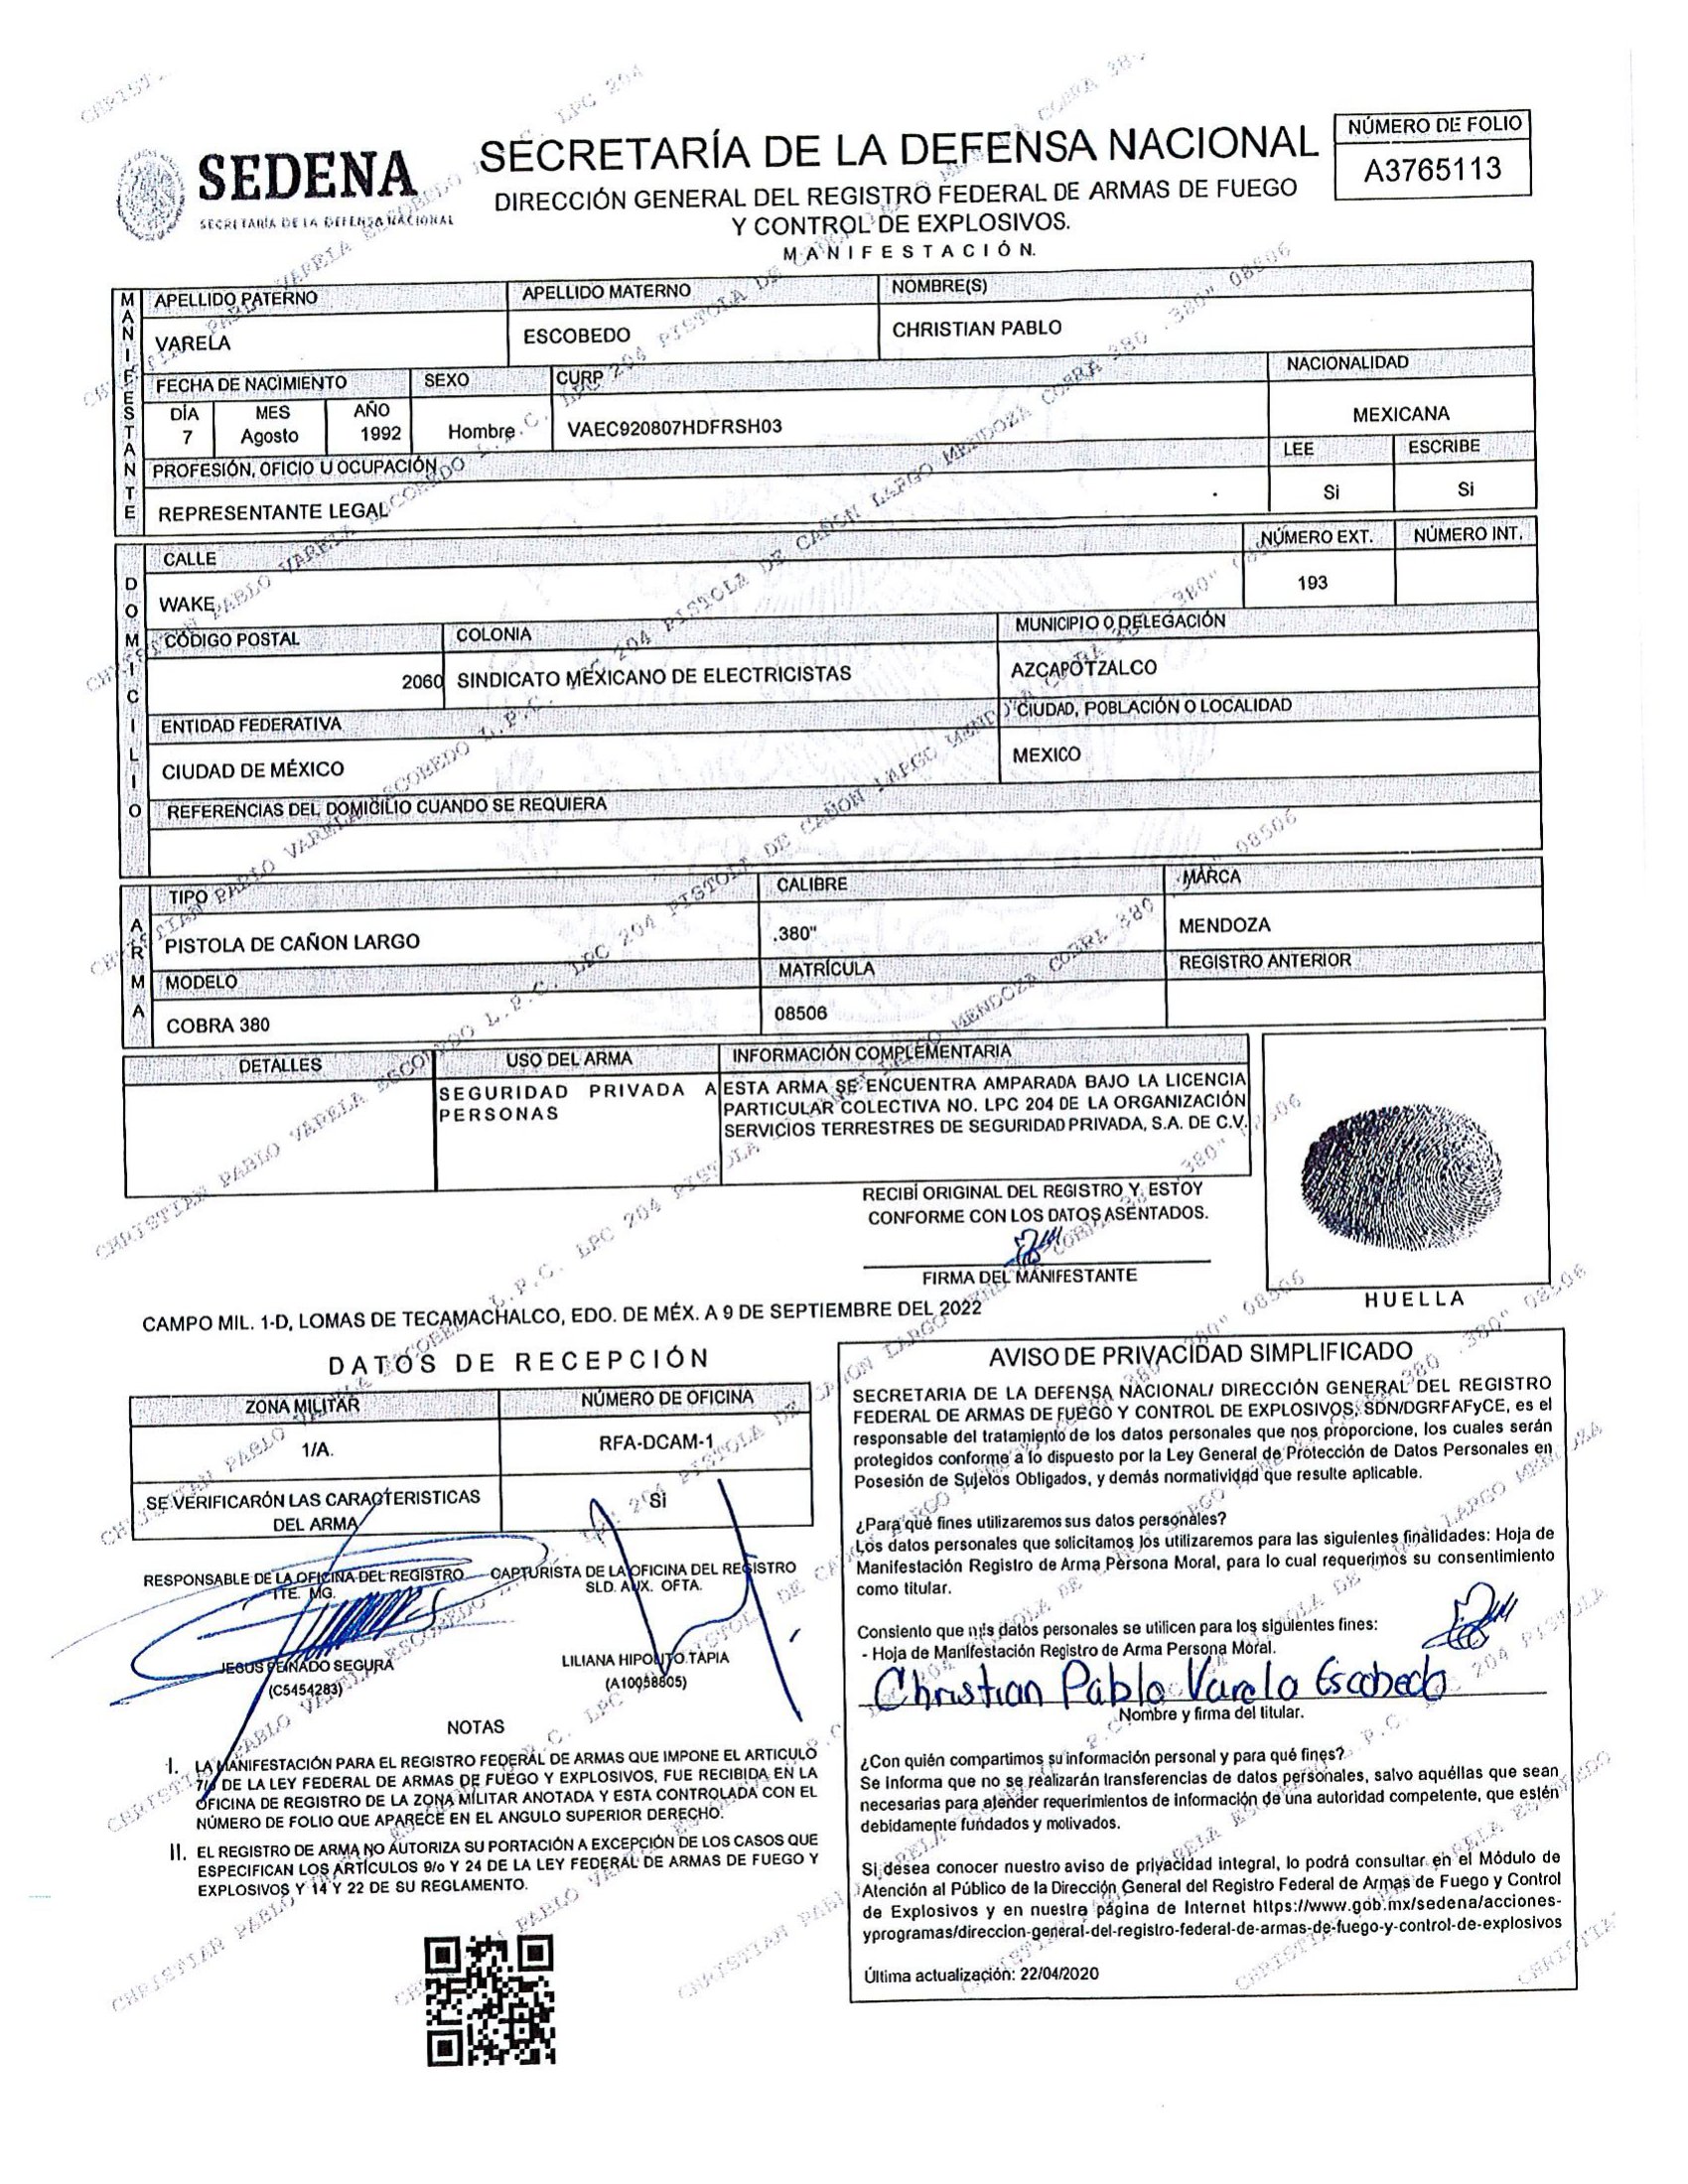 NÚMERO DE FOLIO
A3765113
SEDENA
SECRETARÍA DE LA DEFENSA NACIONAL
SECRETARÍA DE LA DEFENSA NACIONAL
DIRECCIÓN GENERAL DEL REGISTRO FEDERAL DE ARMAS DE FUEGO
Y CONTROL DE EXPLOSIVOS.
MANIFESTACIÓN.
MANIFESTANTE
APELLIDO PATERNO APELLIDO MATERNO NOMBRE(S)
VARELA ESCOBEDO CHRISTIAN PABLO
FECHA DE NACIMIENTO SEXO CURP NACIONALIDAD
DÍA MES AÑO
7 Agosto 1992 Hombre VAEC920807HDFRSH03 MEXICANA
PROFESIÓN, OFICIO U OCUPACIÓN LEE ESCRIBE
REPRESENTANTE LEGAL Si Si
DOMICILIO
CALLE NÚMERO EXT. NÚMERO INT.
WAKE 193
CÓDIGO POSTAL COLONIA MUNICIPIO O DELEGACIÓN
2060 SINDICATO MEXICANO DE ELECTRICISTAS AZCAPOTZALCO
ENTIDAD FEDERATIVA CIUDAD, POBLACIÓN O LOCALIDAD
CIUDAD DE MÉXICO MEXICO
REFERENCIAS DEL DOMICILIO CUANDO SE REQUIERA
ARMA
TIPO CALIBRE MARCA
PISTOLA DE CAÑON LARGO .380" MENDOZA
MODELO MATRÍCULA REGISTRO ANTERIOR
COBRA 380 08506
DETALLES USO DEL ARMA INFORMACIÓN COMPLEMENTARIA
SEGURIDAD PRIVADA A
PERSONAS
ESTA ARMA SE ENCUENTRA AMPARADA BAJO LA LICENCIA
PARTICULAR COLECTIVA NO. LPC 204 DE LA ORGANIZACIÓN
SERVICIOS TERRESTRES DE SEGURIDAD PRIVADA, S.A. DE C.V.
RECIBÍ ORIGINAL DEL REGISTRO Y ESTOY
CONFORME CON LOS DATOS ASENTADOS.
FIRMA DEL MANIFESTANTE
HUELLA
CAMPO MIL. 1-D, LOMAS DE TECAMACHALCO, EDO. DE MÉX. A 9 DE SEPTIEMBRE DEL 2022
DATOS DE RECEPCIÓN
ZONA MILITAR NÚMERO DE OFICINA
1/A. RFA-DCAM-1
SE VERIFICARÓN LAS CARACTERISTICAS
DEL ARMA
Si
RESPONSABLE DE LA OFICINA DEL REGISTRO
TTE. MG.
JESUS PEINADO SEGURA
(C5454283)
CAPTURISTA DE LA OFICINA DEL REGISTRO
SLD. AUX. OFTA.
LILIANA HIPOLITO TAPIA
(A10058805)
NOTAS
I. LA MANIFESTACIÓN PARA EL REGISTRO FEDERAL DE ARMAS QUE IMPONE EL ARTICULO
7/o DE LA LEY FEDERAL DE ARMAS DE FUEGO Y EXPLOSIVOS, FUE RECIBIDA EN LA
OFICINA DE REGISTRO DE LA ZONA MILITAR ANOTADA Y ESTA CONTROLADA CON EL
NÚMERO DE FOLIO QUE APARECE EN EL ANGULO SUPERIOR DERECHO.
II. EL REGISTRO DE ARMA NO AUTORIZA SU PORTACIÓN A EXCEPCIÓN DE LOS CASOS QUE
ESPECIFICAN LOS ARTÍCULOS 9/o Y 24 DE LA LEY FEDERAL DE ARMAS DE FUEGO Y
EXPLOSIVOS Y 14 Y 22 DE SU REGLAMENTO.
AVISO DE PRIVACIDAD SIMPLIFICADO
SECRETARIA DE LA DEFENSA NACIONAL/ DIRECCIÓN GENERAL DEL REGISTRO
FEDERAL DE ARMAS DE FUEGO Y CONTROL DE EXPLOSIVOS, SDN/DGRFAFyCE, es el
responsable del tratamiento de los datos personales que nos proporcione, los cuales serán
protegidos conforme a lo dispuesto por la Ley General de Protección de Datos Personales en
Posesión de Sujetos Obligados, y demás normatividad que resulte aplicable.
¿Para qué fines utilizaremos sus datos personales?
Los datos personales que solicitamos los utilizaremos para las siguientes finalidades: Hoja de
Manifestación Registro de Arma Persona Moral, para lo cual requerimos su consentimiento
como titular.
Consiento que mis datos personales se utilicen para los siguientes fines:
- Hoja de Manifestación Registro de Arma Persona Moral.
Christian Pablo Varela Escobedo
Nombre y firma del titular.
¿Con quién compartimos su información personal y para qué fines?
Se informa que no se realizarán transferencias de datos personales, salvo aquéllas que sean
necesarias para atender requerimientos de información de una autoridad competente, que estén
debidamente fundados y motivados.
Si desea conocer nuestro aviso de privacidad integral, lo podrá consultar en el Módulo de
Atención al Público de la Dirección General del Registro Federal de Armas de Fuego y Control
de Explosivos y en nuestra página de Internet https://www.gob.mx/sedena/acciones-
yprogramas/direccion-general-del-registro-federal-de-armas-de-fuego-y-control-de-explosivos
Última actualización: 22/04/2020